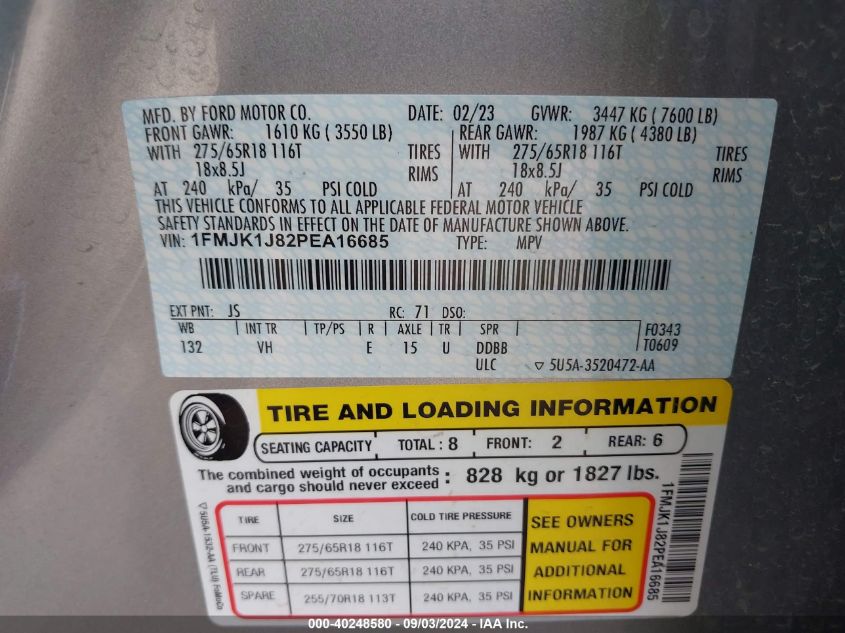 MFD. BY FORD MOTOR CO. DATE: 02/23 GVWR: 3447 KG ( 7600 LB)
FRONT GAWR: 1610 KG ( 3550 LB) REAR GAWR: 1987 KG ( 4380 LB)
WITH 275/65R18 116T TIRES WITH 275/65R18 116T TIRES
18x8.5J RIMS 18x8.5J RIMS
AT 240 kPa/ 35 PSI COLD AT 240 kPa/ 35 PSI COLD
THIS VEHICLE CONFORMS TO ALL APPLICABLE FEDERAL MOTOR VEHICLE
SAFETY STANDARDS IN EFFECT ON THE DATE OF MANUFACTURE SHOWN ABOVE.
VIN: 1FMJK1J82PEA16685 TYPE: MPV
EXT PNT: JS RC: 71 DSO:
WB INT TR TP/PS R AXLE TR SPR F0343
132 VH E 15 U DDBB T0609
ULC 5U5A-3520472-AA
TIRE AND LOADING INFORMATION
SEATING CAPACITY TOTAL : 8 FRONT: 2 REAR: 6
The combined weight of occupants
and cargo should never exceed : 828 kg or 1827 lbs.
TIRE SIZE COLD TIRE PRESSURE
FRONT 275/65R18 116T 240 KPA, 35 PSI
REAR 275/65R18 116T 240 KPA, 35 PSI
SPARE 255/70R18 113T 240 KPA, 35 PSI
SEE OWNERS
MANUAL FOR
ADDITIONAL
INFORMATION
5U5A-1532-AA (TLU) FoMoCo
1FMJK1J82PEA16685
000-40248580 - 09/03/2024 - IAA Inc.